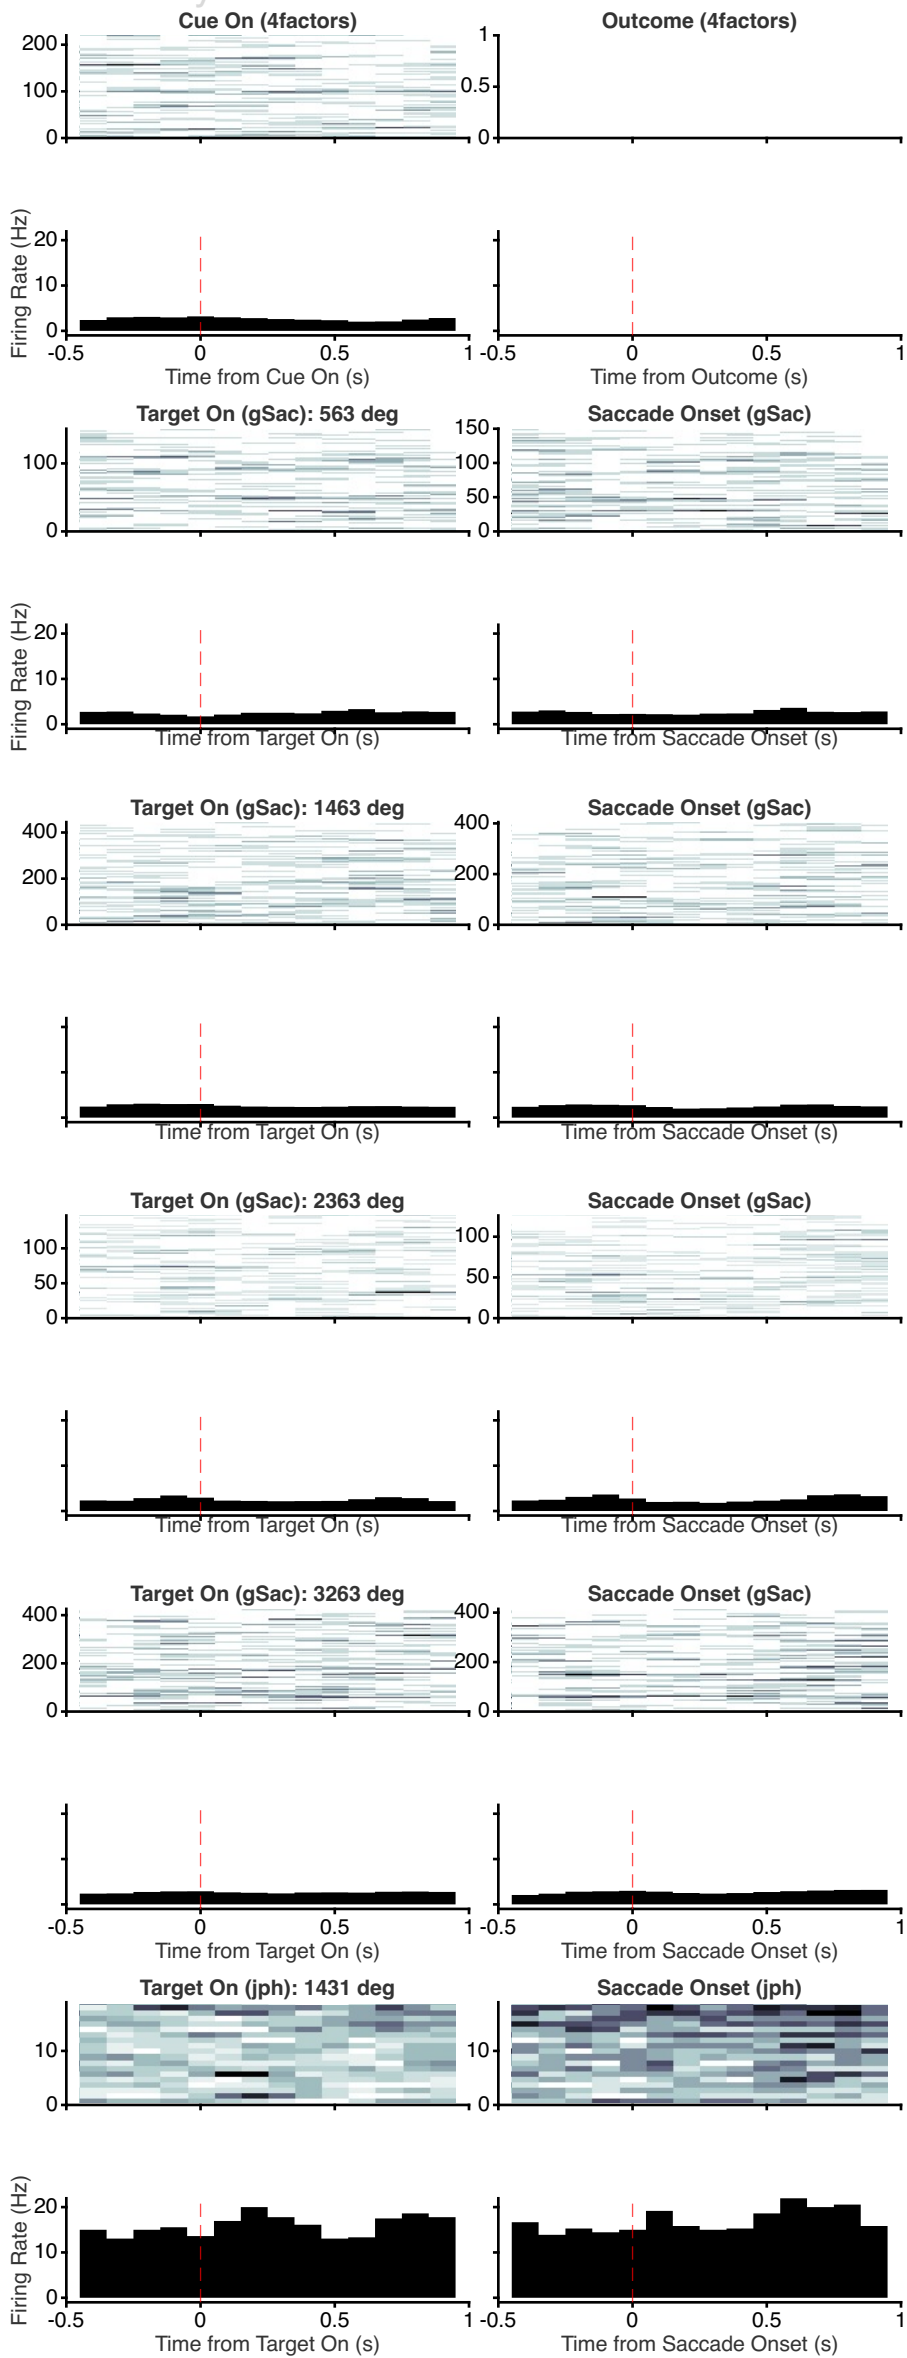 Cue On (4factors) Outcome (4factors)
200 1
100 0.5
0 0
Firing Rate (Hz)
20
10
0
-0.5 0 0.5 1 -0.5 0 0.5 1
Time from Cue On (s) Time from Outcome (s)
Target On (gSac): 563 deg Saccade Onset (gSac)
150
100 100
50
0 0
Firing Rate (Hz)
20
10
0
Time from Target On (s) Time from Saccade Onset (s)
Target On (gSac): 1463 deg Saccade Onset (gSac)
400 400
200 200
0 0
Time from Target On (s) Time from Saccade Onset (s)
Target On (gSac): 2363 deg Saccade Onset (gSac)
100 100
50 50
0 0
Time from Target On (s) Time from Saccade Onset (s)
Target On (gSac): 3263 deg Saccade Onset (gSac)
400 400
200 200
0 0
-0.5 0 0.5 1 -0.5 0 0.5 1
Time from Target On (s) Time from Saccade Onset (s)
Target On (jph): 1431 deg Saccade Onset (jph)
10 10
0 0
Firing Rate (Hz)
20
10
0
-0.5 0 0.5 1 -0.5 0 0.5 1
Time from Target On (s) Time from Saccade Onset (s)